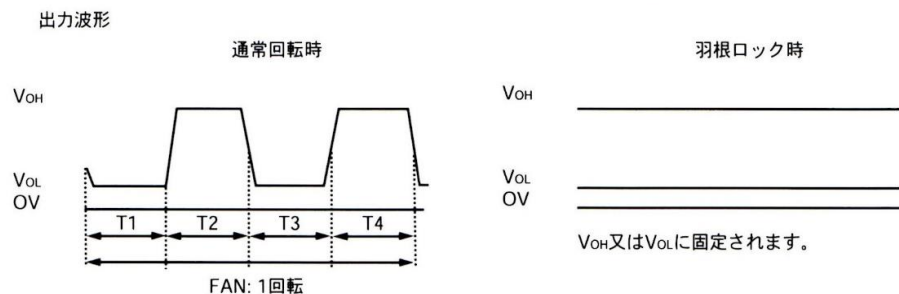 出力波形
通常回転時
VOH
VOL
OV
T1 T2 T3 T4
FAN: 1回転
羽根ロック時
VOH
VOL
OV
VOH又はVOLに固定されます。